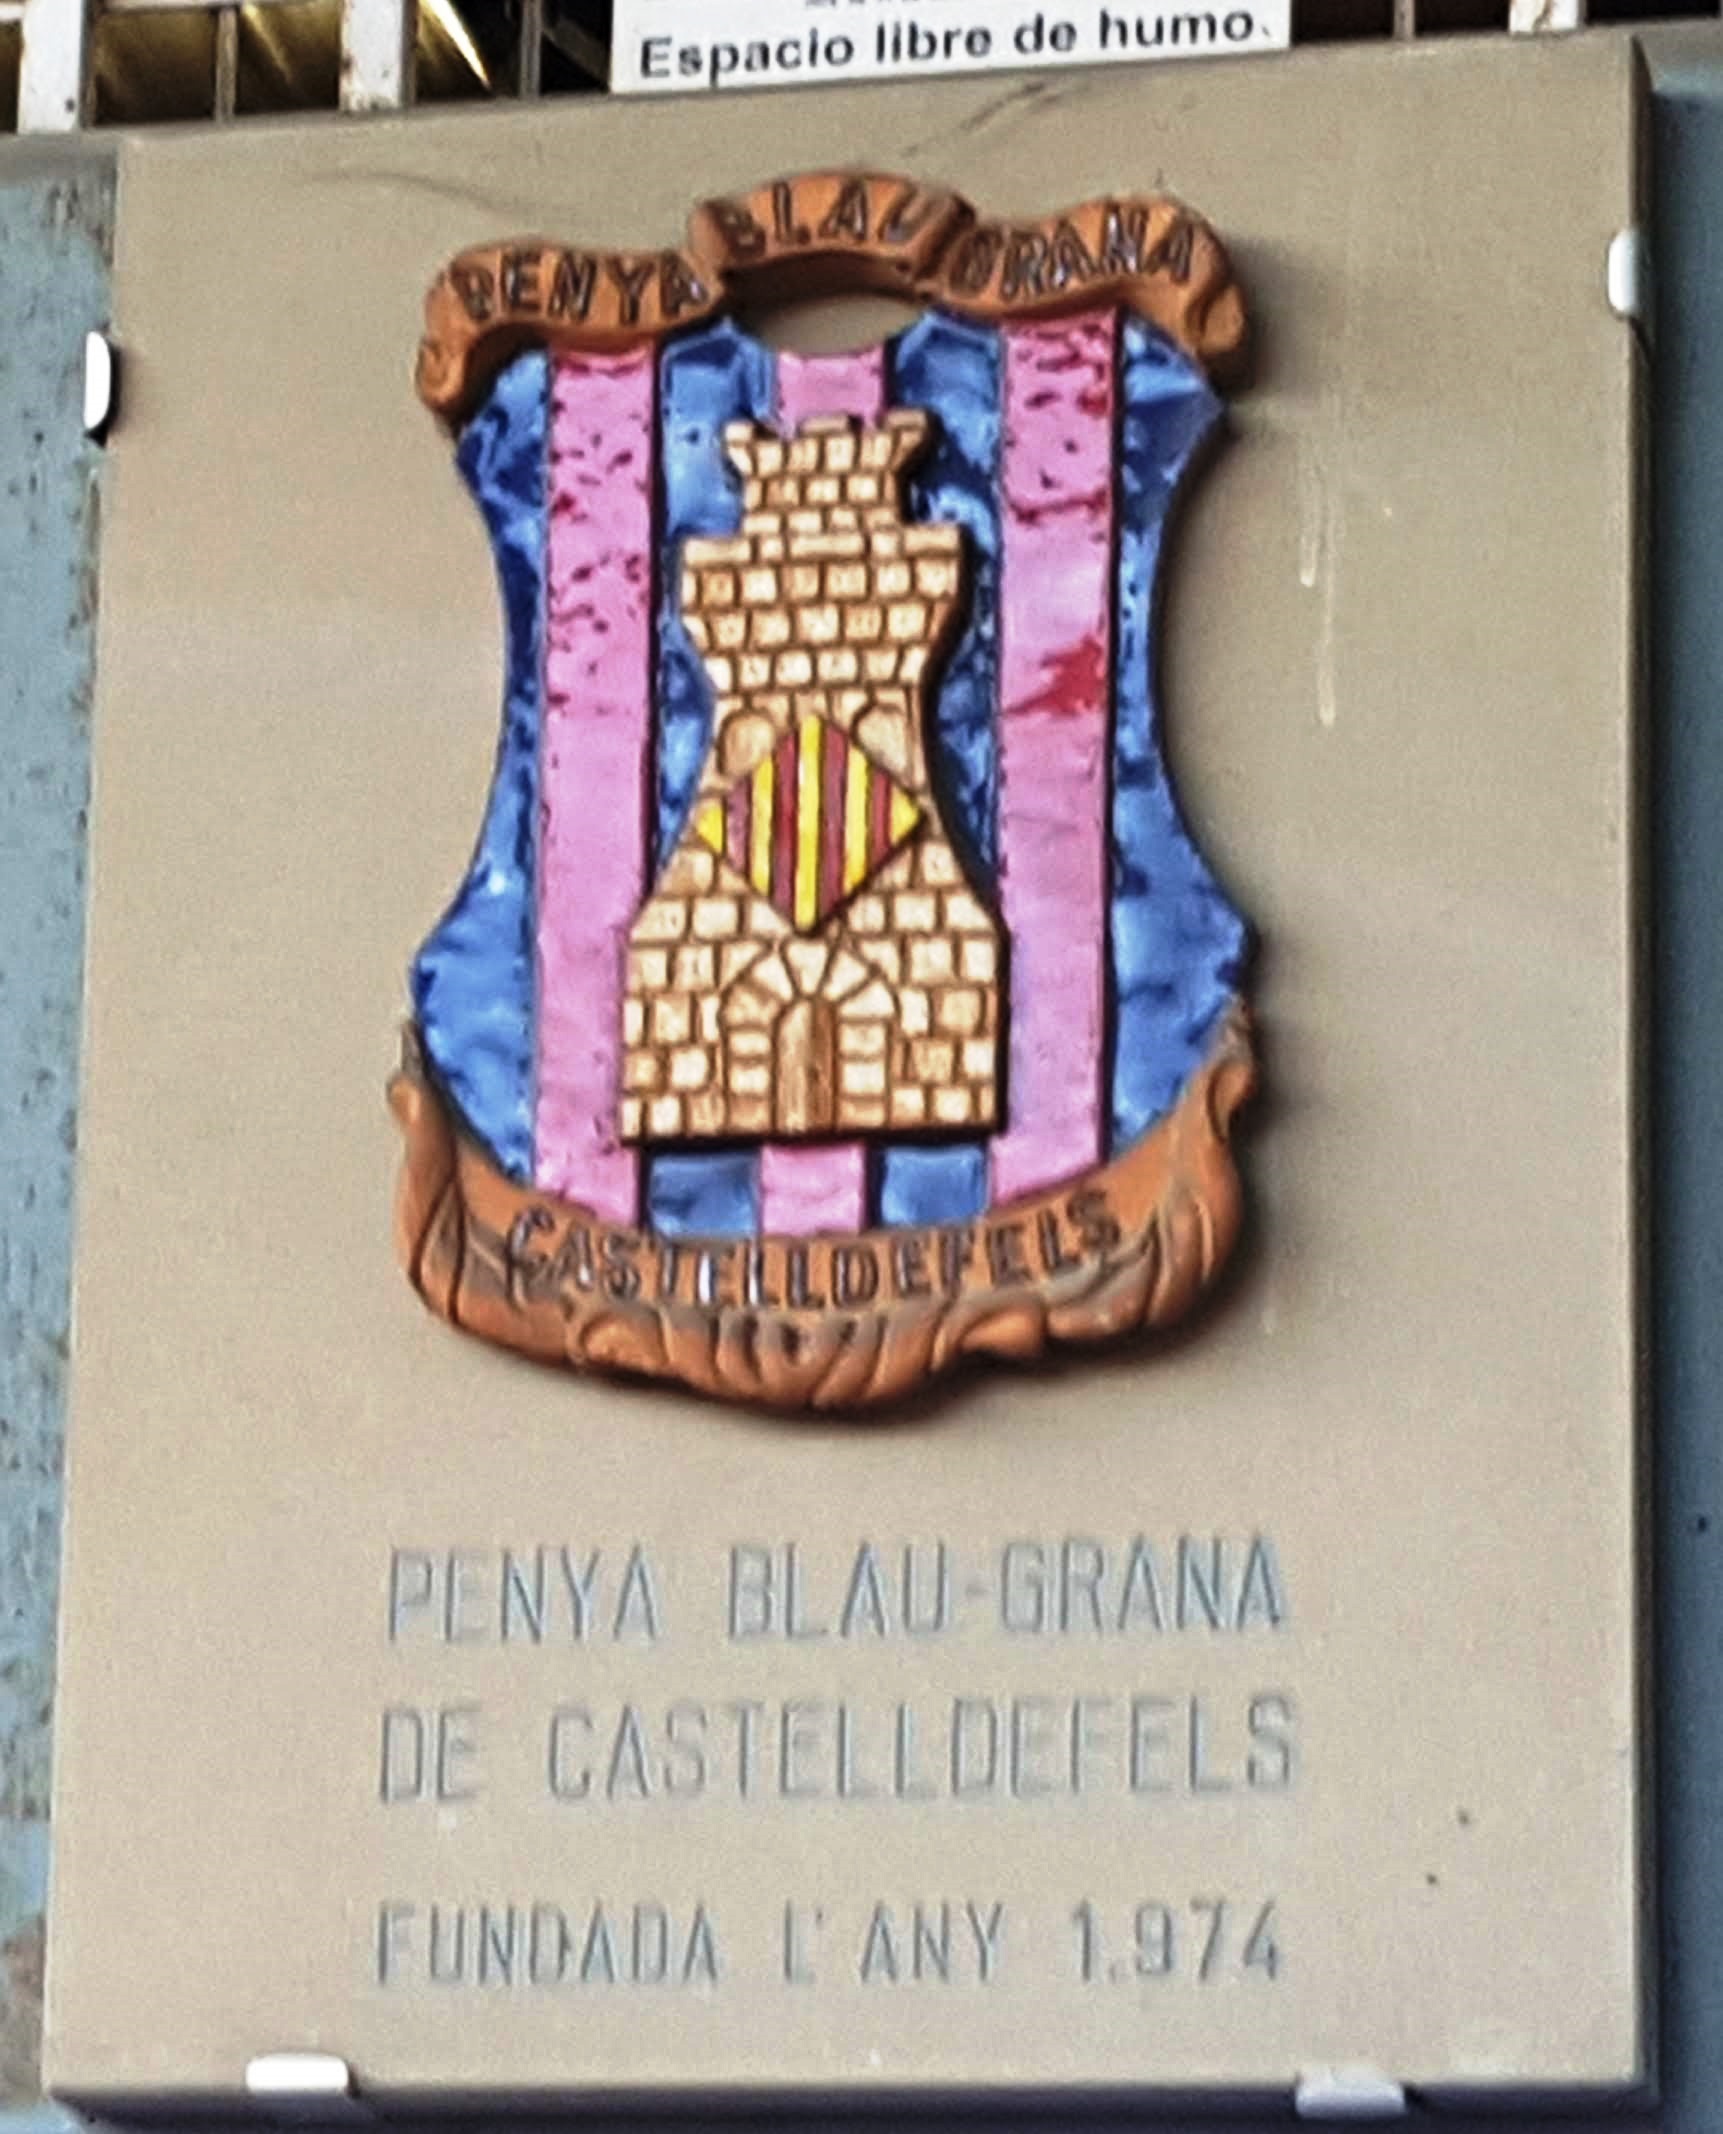 Espacio libre de humo.
PENYA BLAU GRANA
CASTELLDEFELS
PENYA BLAU-GRANA
DE CASTELLDEFELS
FUNDADA L'ANY 1.974